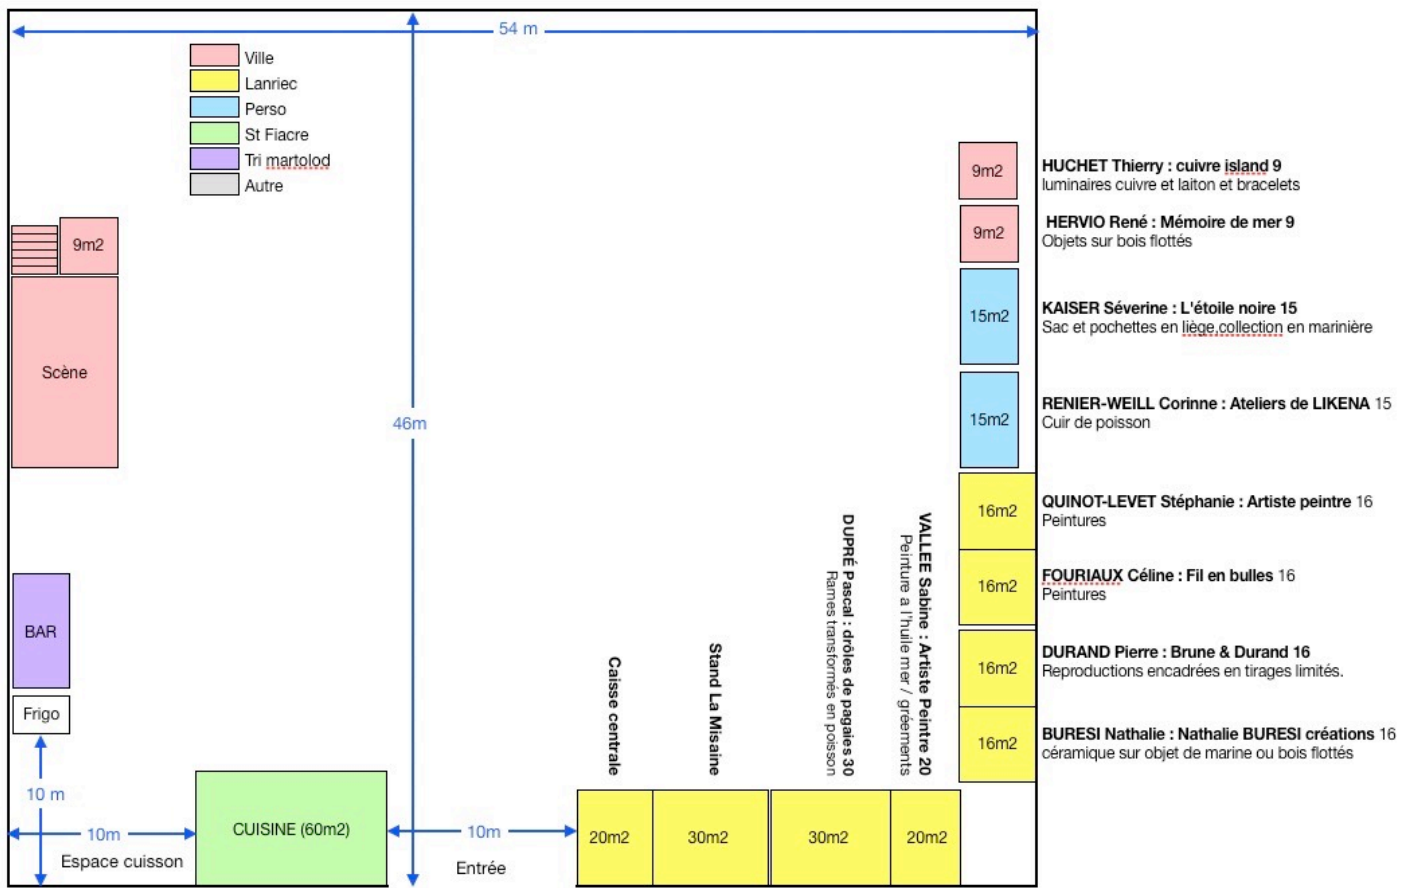 54 m
Ville
Lanriec
Perso
St Fiacre
Tri martolod
Autre
9m2
HUCHET Thierry : cuivre island 9
luminaires cuivre et laiton et bracelets
9m2
HERVIO René : Mémoire de mer 9
Objets sur bois flottés
9m2
15m2
KAISER Séverine : L'étoile noire 15
Sac et pochettes en liège,collection en marinière
Scène
15m2
RENIER-WEILL Corinne : Ateliers de LIKENA 15
Cuir de poisson
46m
16m2
QUINOT-LEVET Stéphanie : Artiste peintre 16
Peintures
16m2
FOURIAUX Céline : Fil en bulles 16
Peintures
BAR
16m2
DURAND Pierre : Brune & Durand 16
Reproductions encadrées en tirages limités.
Frigo
16m2
BURESI Nathalie : Nathalie BURESI créations 16
céramique sur objet de marine ou bois flottés
Caisse centrale
Stand La Misaine
DUPRÉ Pascal : drôles de pagaies 30
Rames transformés en poisson
VALLEE Sabine : Artiste Peintre 20
Peinture a l'huile mer / gréements
10 m
10m
Espace cuisson
CUISINE (60m2)
10m
Entrée
20m2
30m2
30m2
20m2